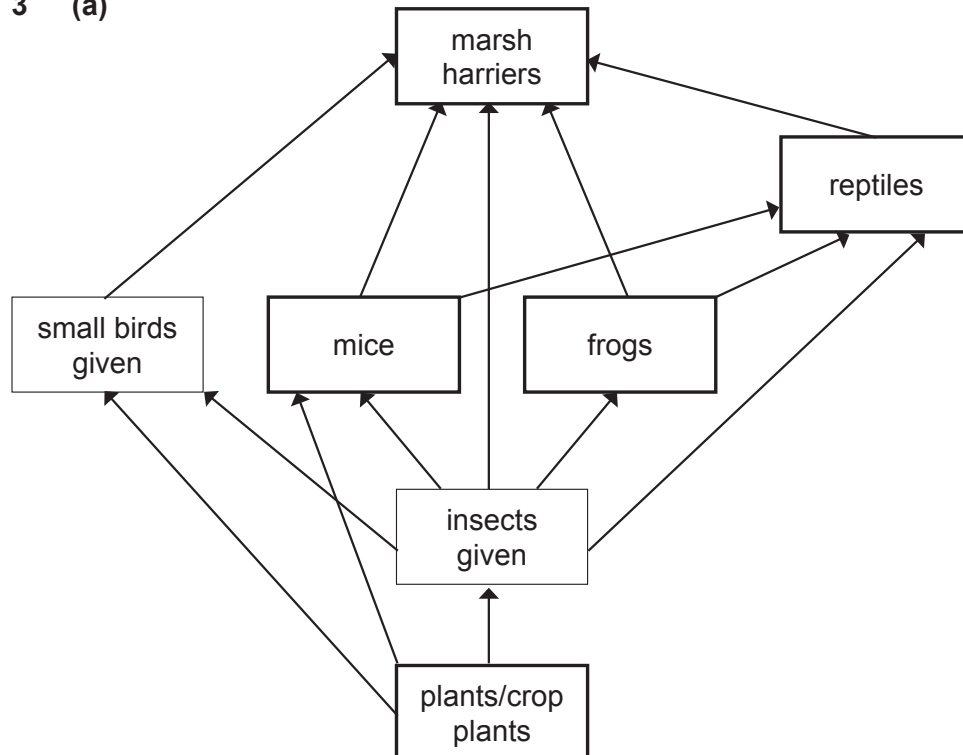 3 (a)
marsh
harriers
reptiles
small birds
given
mice
frogs
insects
given
plants/crop
plants